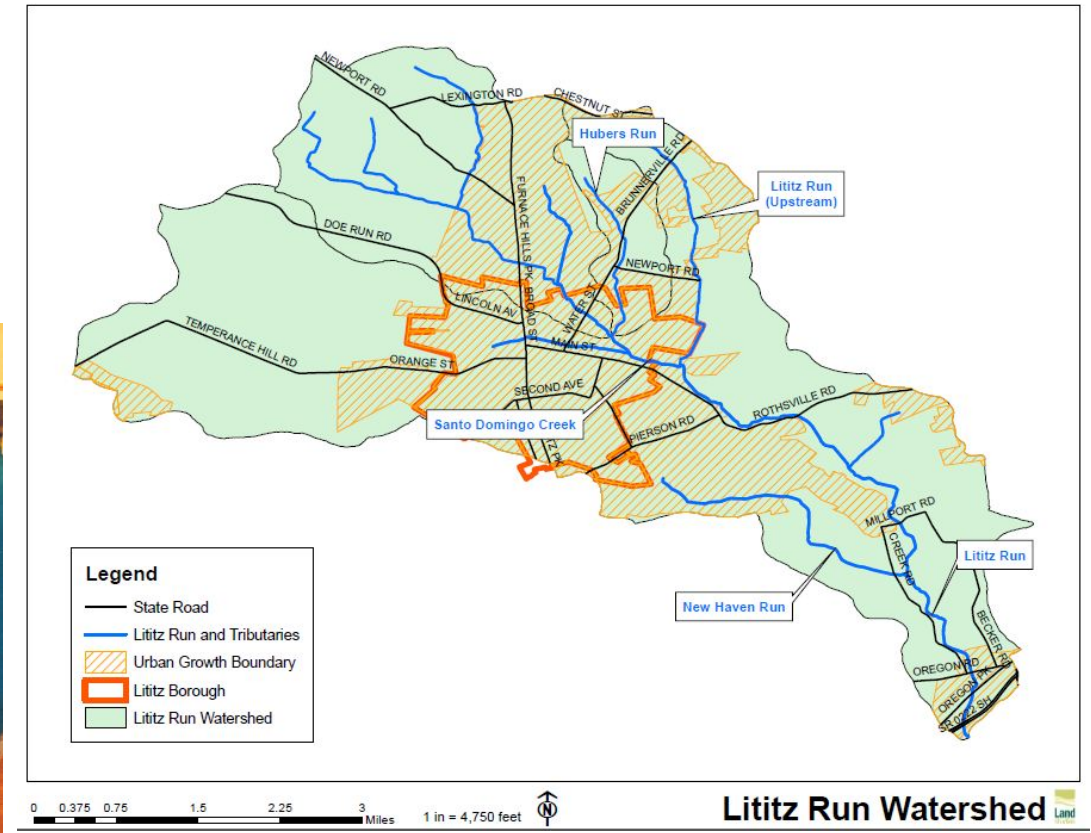 NEWPORT RD
LEXINGTON RD
CHESTNUT ST
Hubers Run
BRUNNERVILLE RD
Lititz Run
(Upstream)
FURNACE HILLS PK
DOE RUN RD
NEWPORT RD
LINCOLN AV
BROAD ST
WATER ST
MAIN ST
TEMPERANCE HILL RD
ORANGE ST
SECOND AVE
ROTHSVILLE RD
Santo Domingo Creek
PIERSON RD
MILLPORT RD
CREEK RD
Lititz Run
New Haven Run
BECKER RD
OREGON RD
OREGON PK
SR 0222 SH
Legend
State Road
Lititz Run and Tributaries
Urban Growth Boundary
Lititz Borough
Lititz Run Watershed
0 0.375 0.75 1.5 2.25 3
Miles
1 in = 4,750 feet
N
Lititz Run Watershed
Land